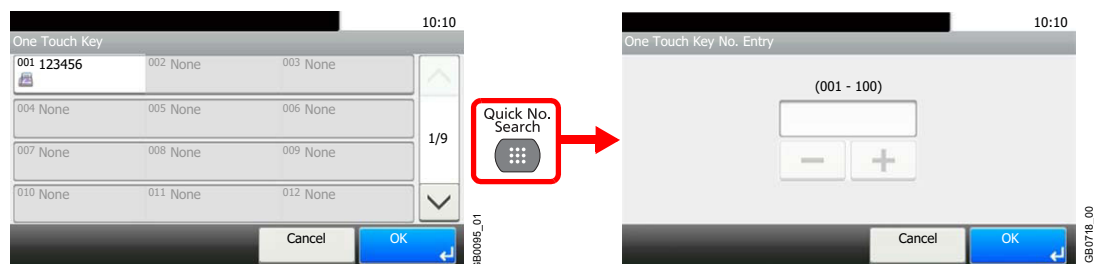 10:10
One Touch Key
001 123456
002 None
003 None
004 None
005 None
006 None
007 None
008 None
009 None
010 None
011 None
012 None
1/9
Cancel
OK
GB0095_01
Quick No.
Search
10:10
One Touch Key No. Entry
(001 - 100)
Cancel
OK
GB0718_00